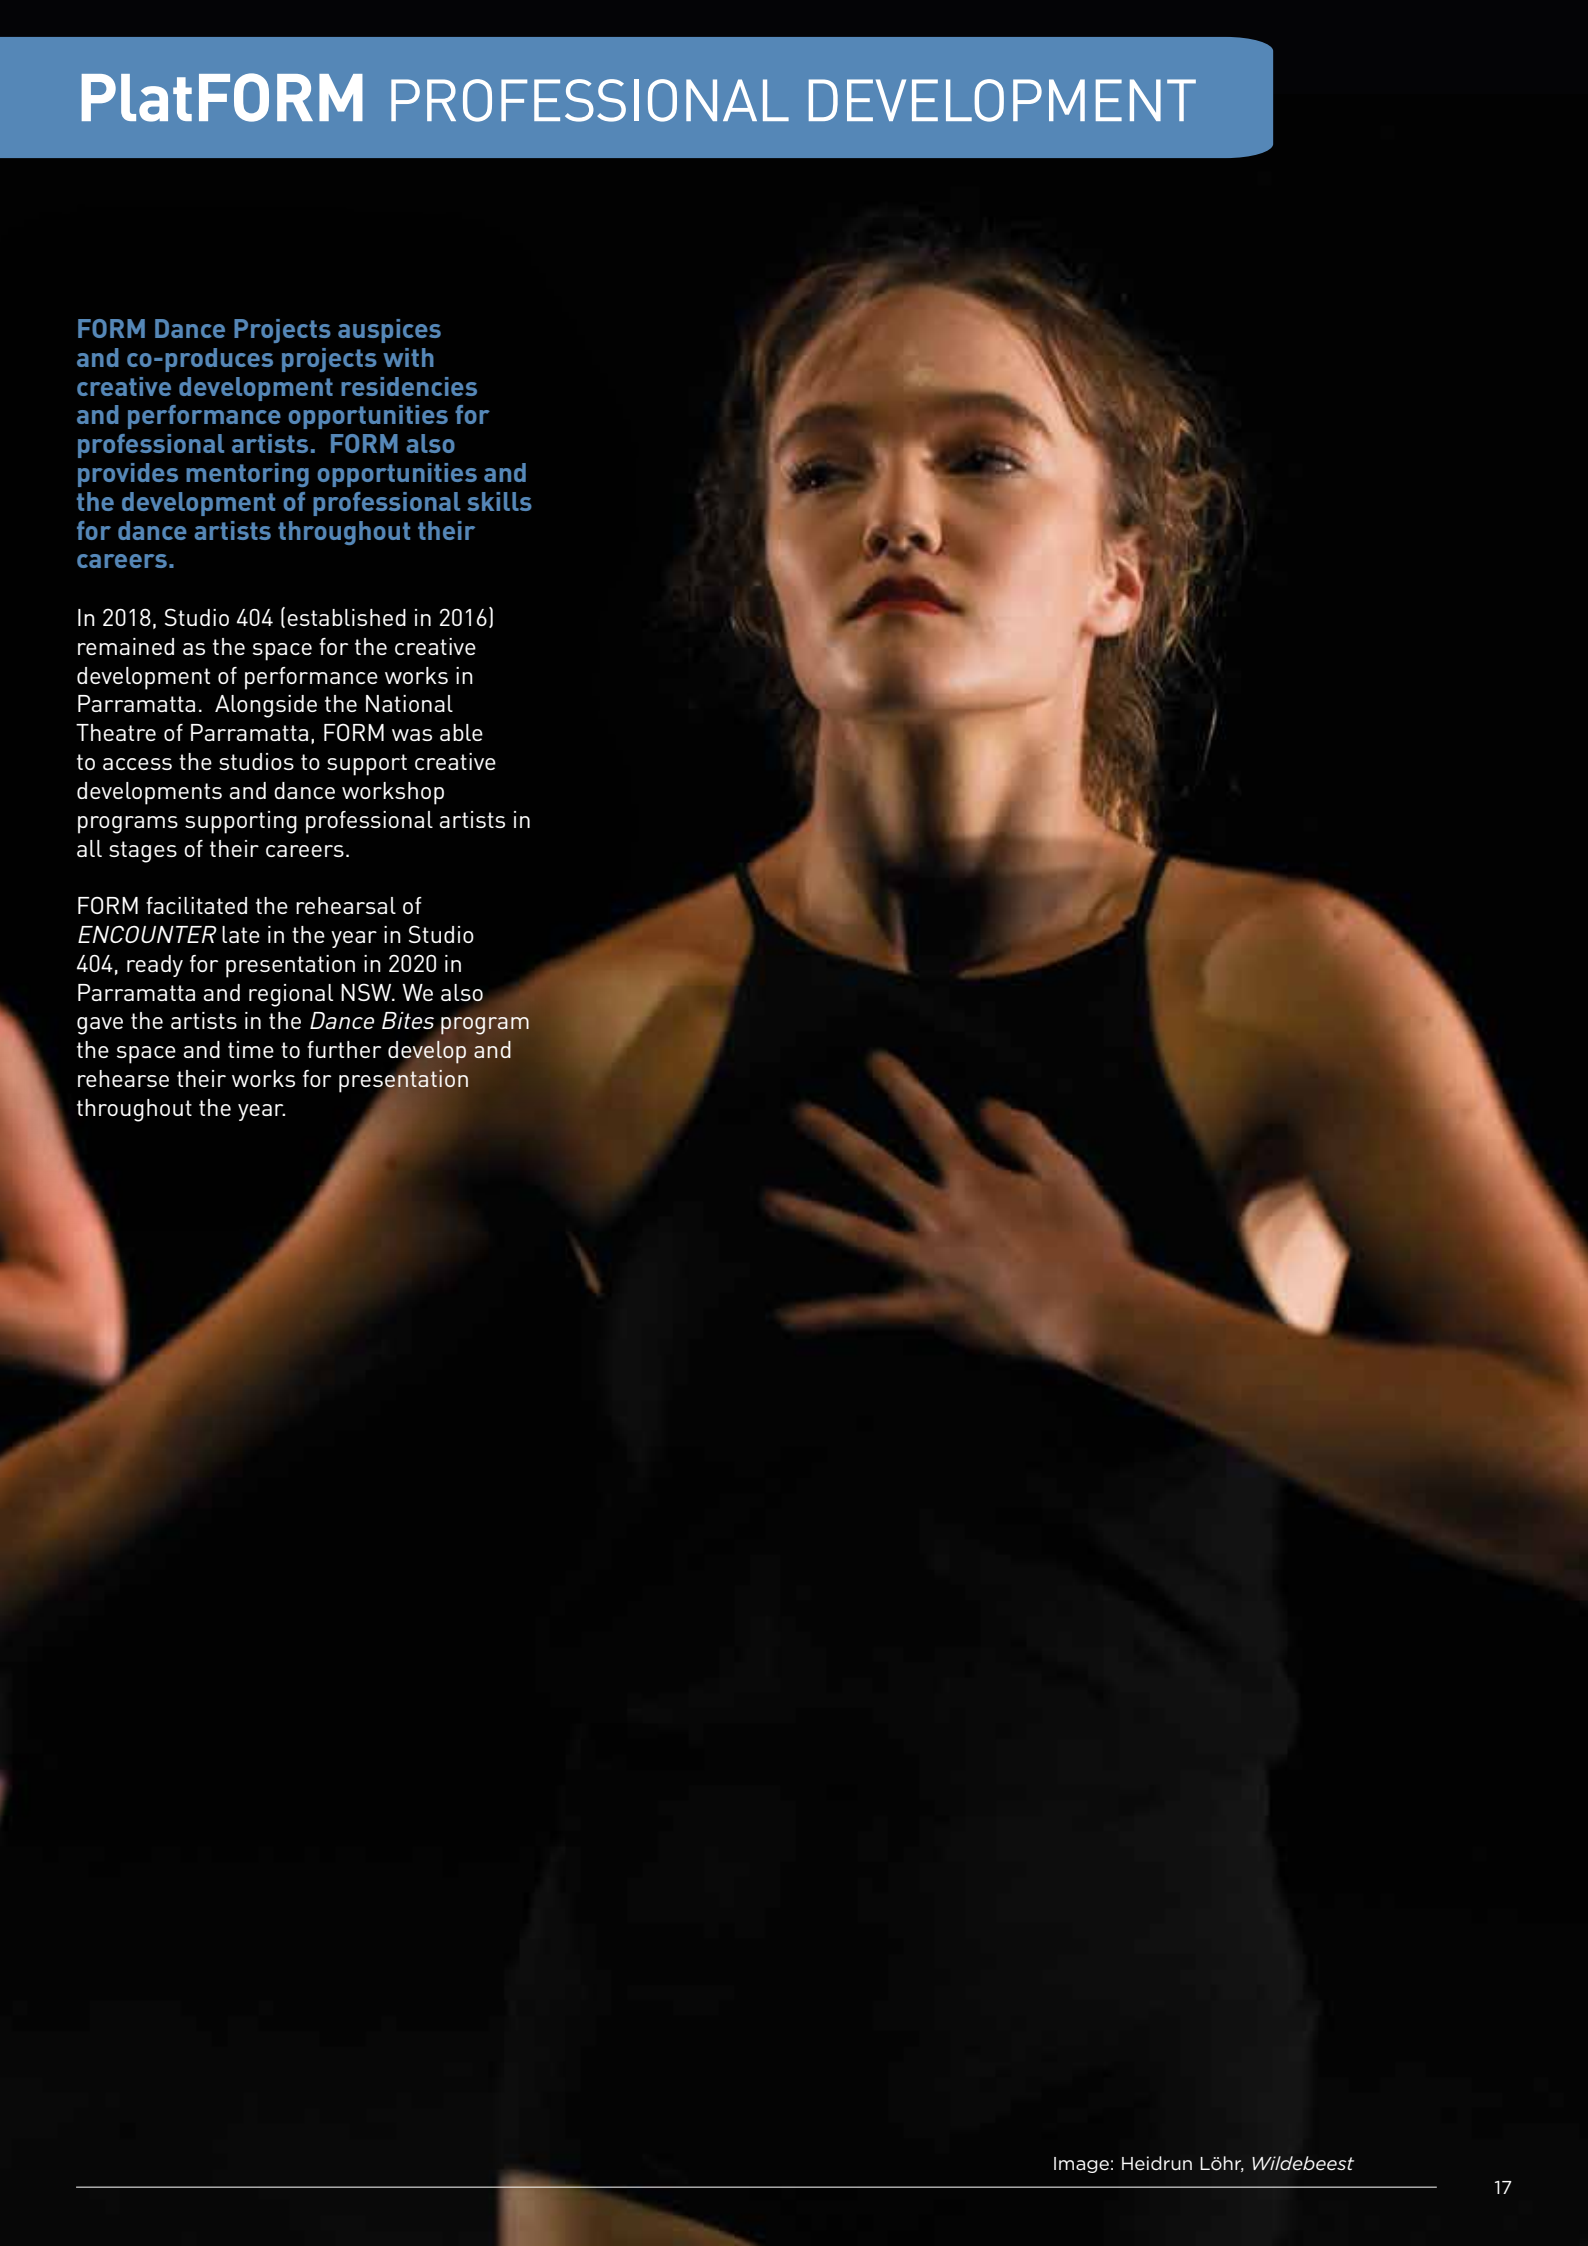 PlatFORM PROFESSIONAL DEVELOPMENT
FORM Dance Projects auspices
and co-produces projects with
creative development residencies
and performance opportunities for
professional artists.  FORM also
provides mentoring opportunities and
the development of professional skills
for dance artists throughout their
careers.
In 2018, Studio 404 (established in 2016)
remained as the space for the creative
development of performance works in
Parramatta.  Alongside the National
Theatre of Parramatta, FORM was able
to access the studios to support creative
developments and dance workshop
programs supporting professional artists in
all stages of their careers.
FORM facilitated the rehearsal of
ENCOUNTER late in the year in Studio
404, ready for presentation in 2020 in
Parramatta and regional NSW. We also
gave the artists in the Dance Bites program
the space and time to further develop and
rehearse their works for presentation
throughout the year.
Image: Heidrun Löhr, Wildebeest
17